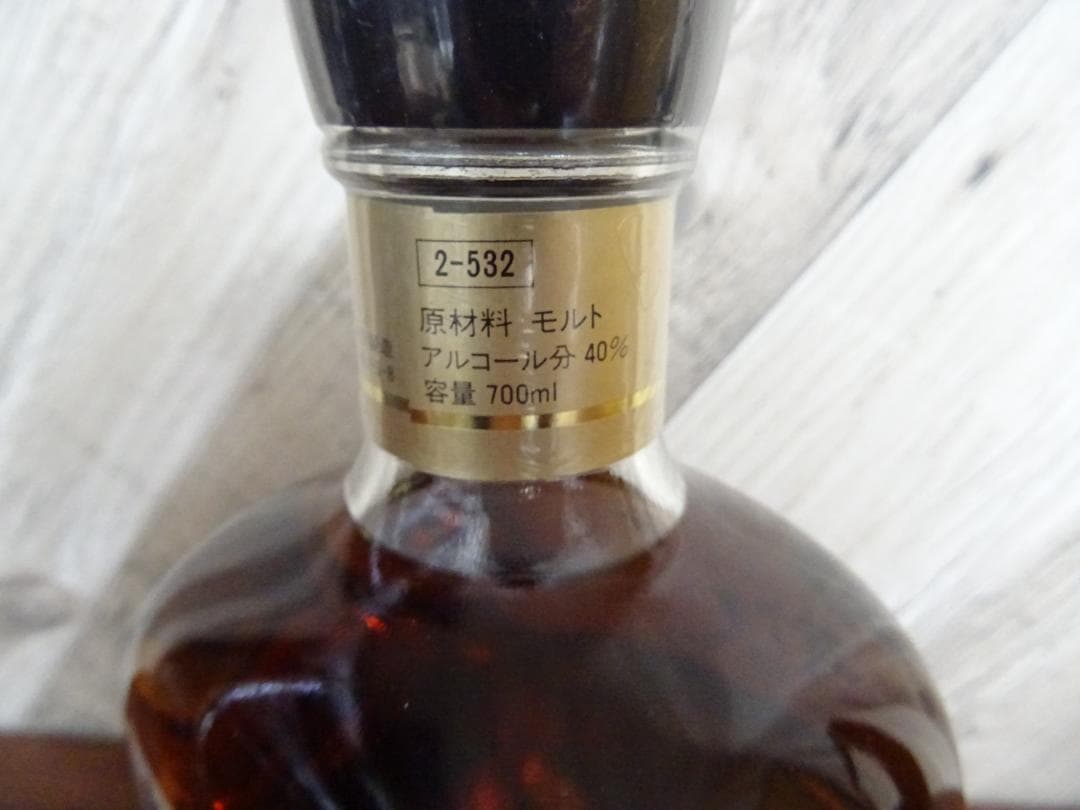 2-532
原材料 モルト
アルコール分 40%
容量 700ml